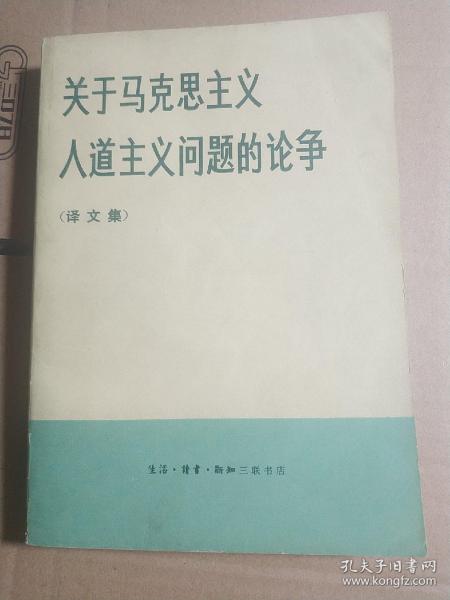 关于马克思主义
人道主义问题的论争
（译文集）
生活·读书·新知三联书店
孔夫子旧书网
www.kongfz.com